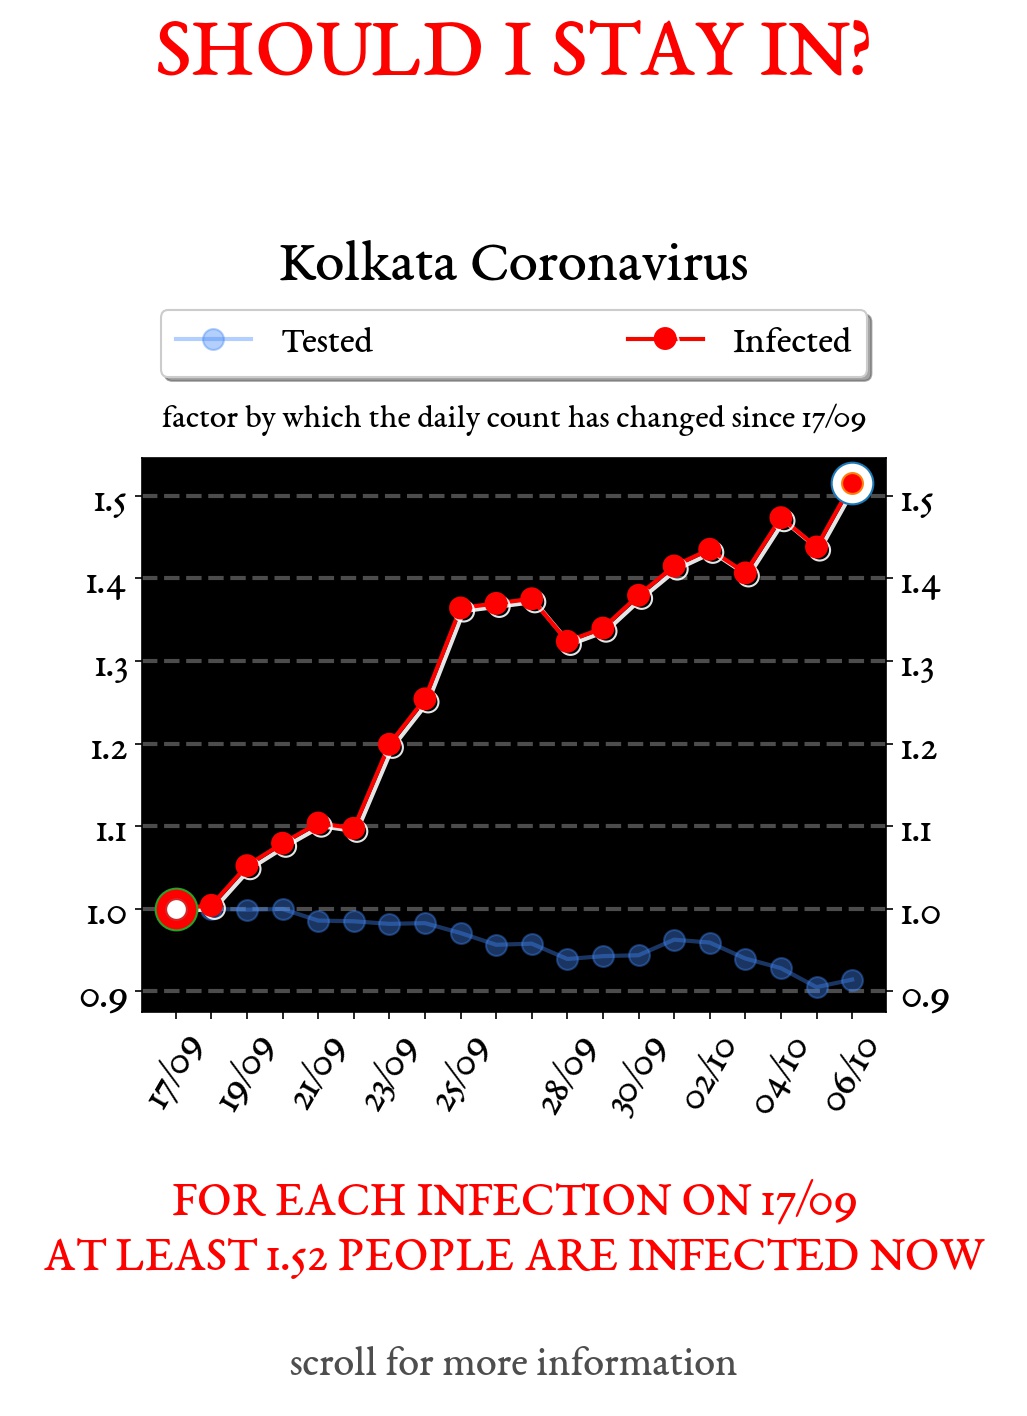 SHOULD I STAY IN?
Kolkata Coronavirus
Tested Infected
factor by which the daily count has changed since 17/09
1.5 1.5
1.4 1.4
1.3 1.3
1.2 1.2
1.1 1.1
1.0 1.0
0.9 0.9
17/09 19/09 21/09 23/09 25/09 28/09 30/09 02/10 04/10 06/10
FOR EACH INFECTION ON 17/09
AT LEAST 1.52 PEOPLE ARE INFECTED NOW
scroll for more information